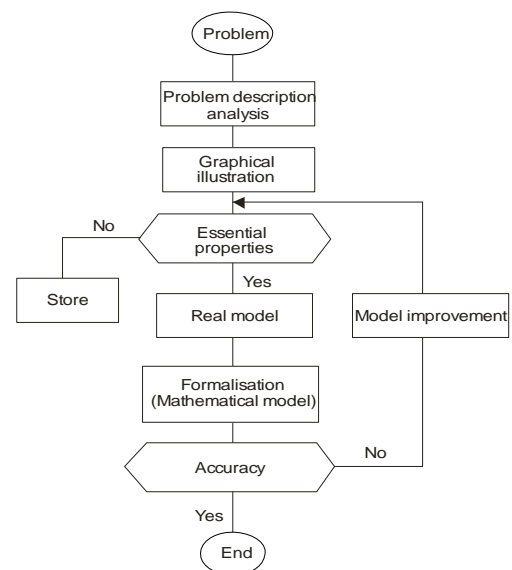 Problem
Problem description
analysis
Graphical
illustration
No
Essential
properties
Yes
Store
Real model
Model improvement
Formalisation
(Mathematical model)
No
Accuracy
Yes
End